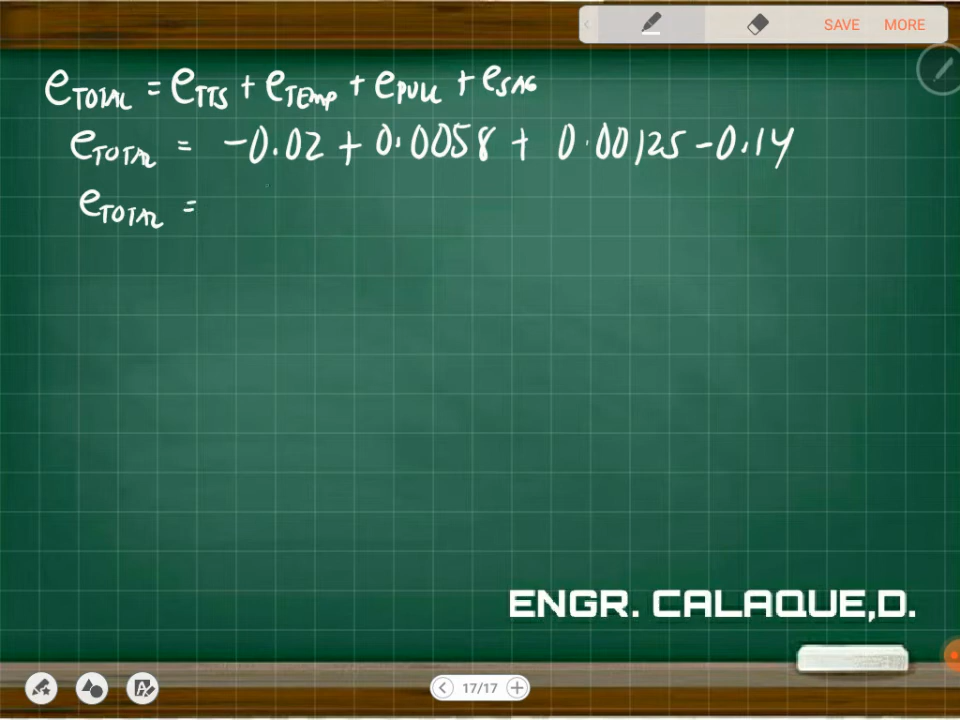 SAVE MORE
e_TOTAL = e_TTS + e_TEMP + e_PULL + e_SAG
e_TOTAL = -0.02 + 0.0058 + 0.00125 - 0.14
e_TOTAL =
ENGR. CALAQUE,D.
17/17